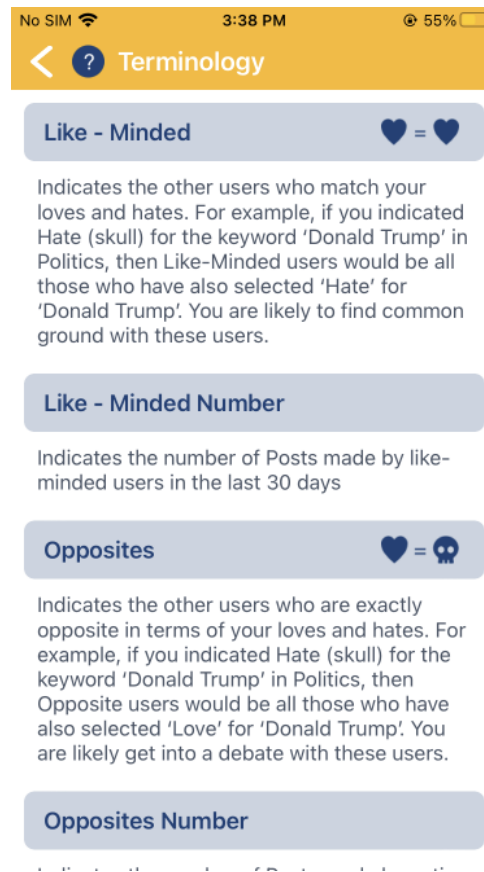 No SIM 3:38 PM 55%
? Terminology
Like - Minded =
Indicates the other users who match your
loves and hates. For example, if you indicated
Hate (skull) for the keyword ‘Donald Trump’ in
Politics, then Like-Minded users would be all
those who have also selected ‘Hate’ for
‘Donald Trump’. You are likely to find common
ground with these users.
Like - Minded Number
Indicates the number of Posts made by like-
minded users in the last 30 days
Opposites =
Indicates the other users who are exactly
opposite in terms of your loves and hates. For
example, if you indicated Hate (skull) for the
keyword ‘Donald Trump’ in Politics, then
Opposite users would be all those who have
also selected ‘Love’ for ‘Donald Trump’. You
are likely get into a debate with these users.
Opposites Number